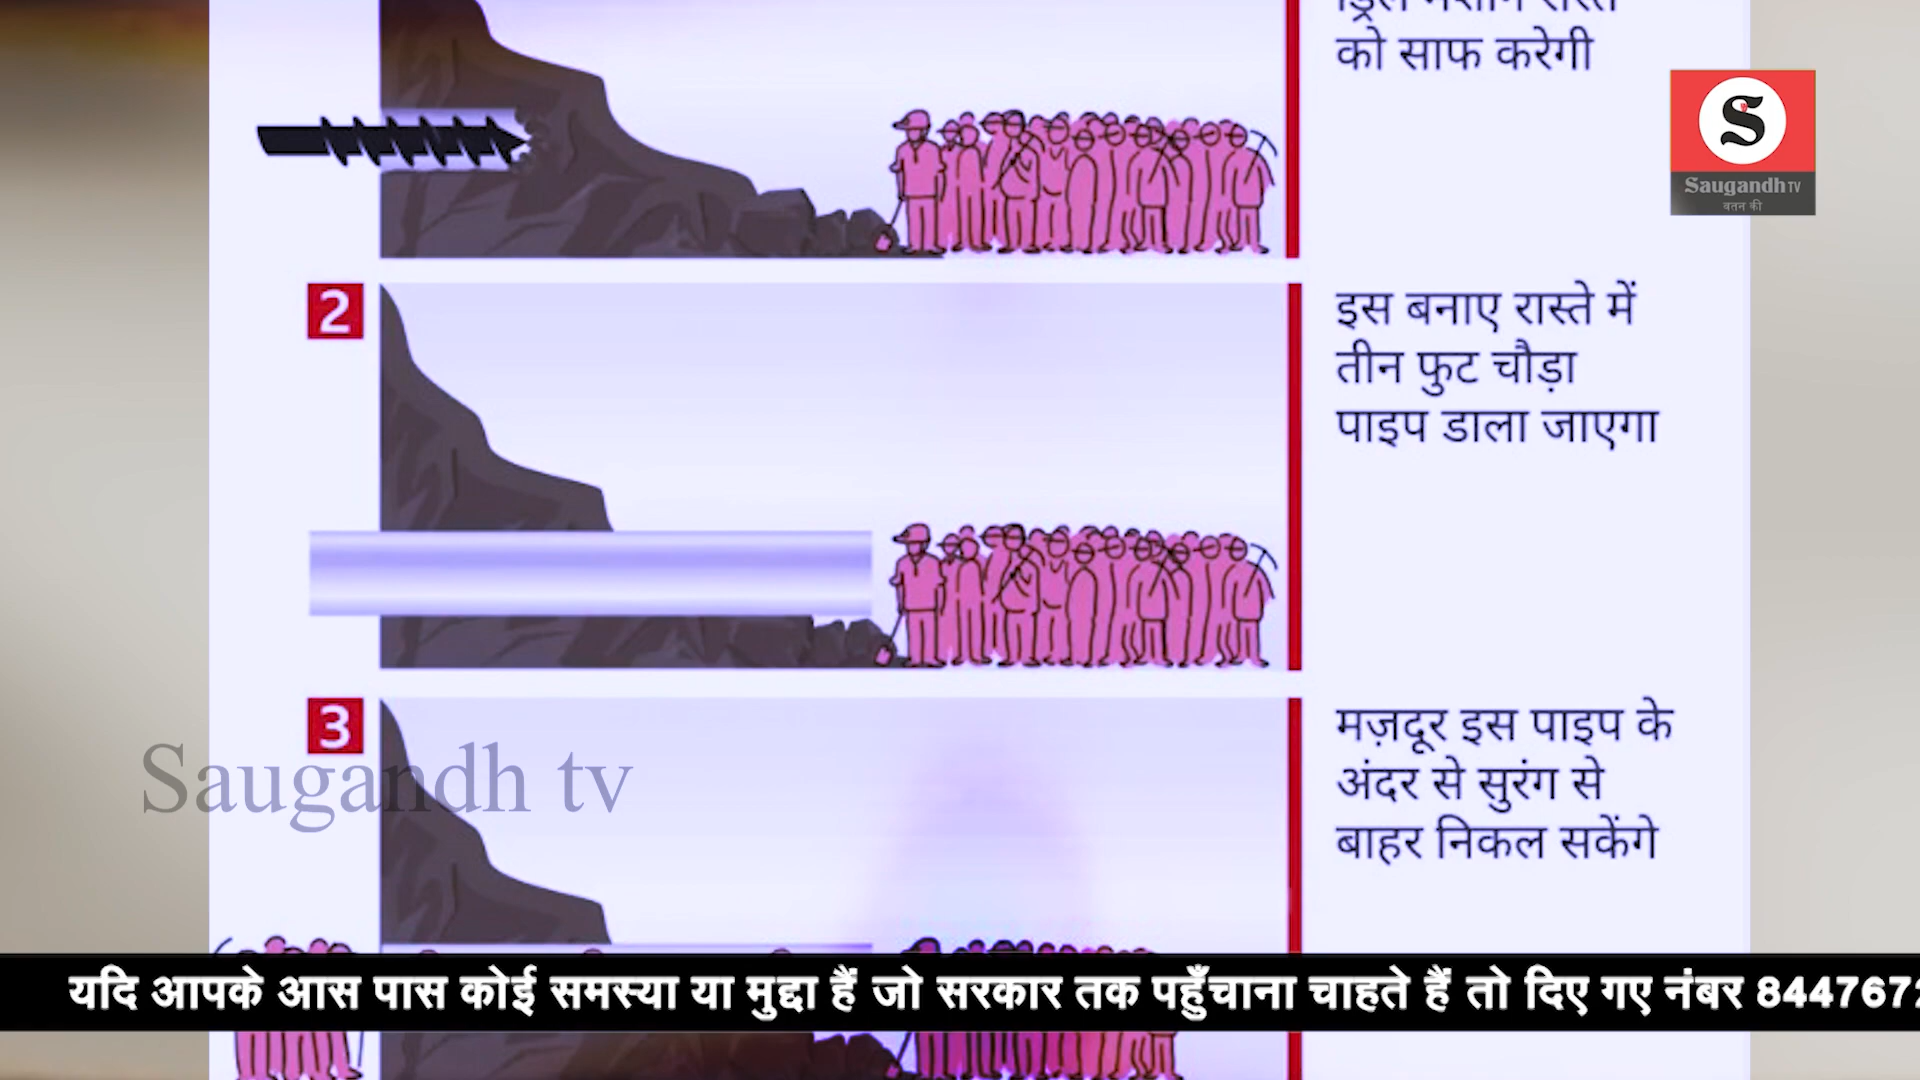 को साफ करेगी
S
Saugandh TV
वतन की
2
इस बनाए रास्ते में
तीन फुट चौड़ा
पाइप डाला जाएगा
3
मज़दूर इस पाइप के
अंदर से सुरंग से
बाहर निकल सकेंगे
Saugandh tv
यदि आपके आस पास कोई समस्या या मुद्दा हैं जो सरकार तक पहुँचाना चाहते हैं तो दिए गए नंबर 844767